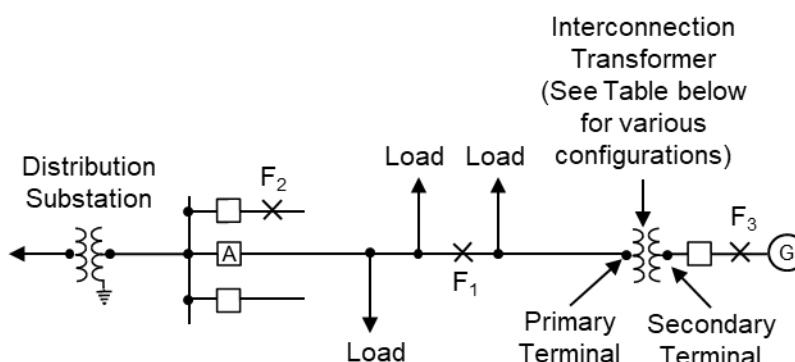 Interconnection
Transformer
(See Table below
for various
configurations)
Distribution
Substation
F2
Load
Load
F3
A
G
F1
Load
Primary
Terminal
Secondary
Terminal